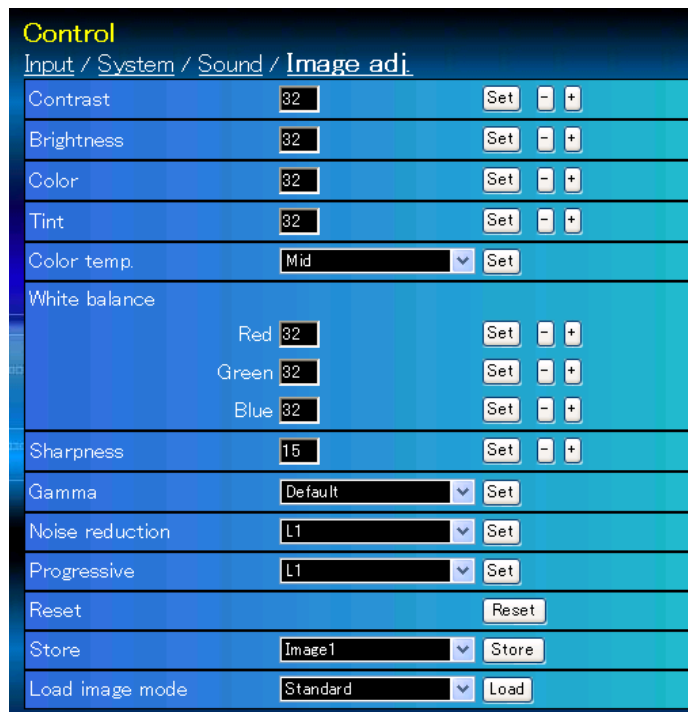 Control
Input / System / Sound / Image adj.
Contrast 32 Set - +
Brightness 32 Set - +
Color 32 Set - +
Tint 32 Set - +
Color temp. Mid Set
White balance
Red 32 Set - +
Green 32 Set - +
Blue 32 Set - +
Sharpness 15 Set - +
Gamma Default Set
Noise reduction L1 Set
Progressive L1 Set
Reset Reset
Store Image1 Store
Load image mode Standard Load